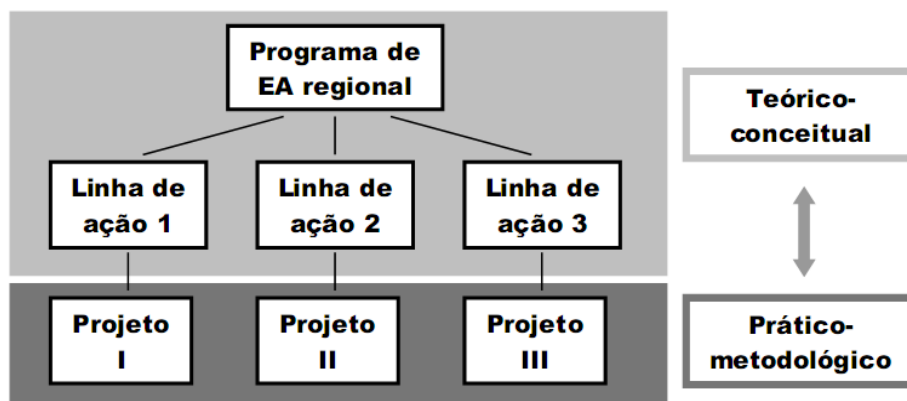 Programa de
EA regional
Teórico-
conceitual
Linha de
ação 1
Linha de
ação 2
Linha de
ação 3
Projeto
I
Projeto
II
Projeto
III
Prático-
metodológico